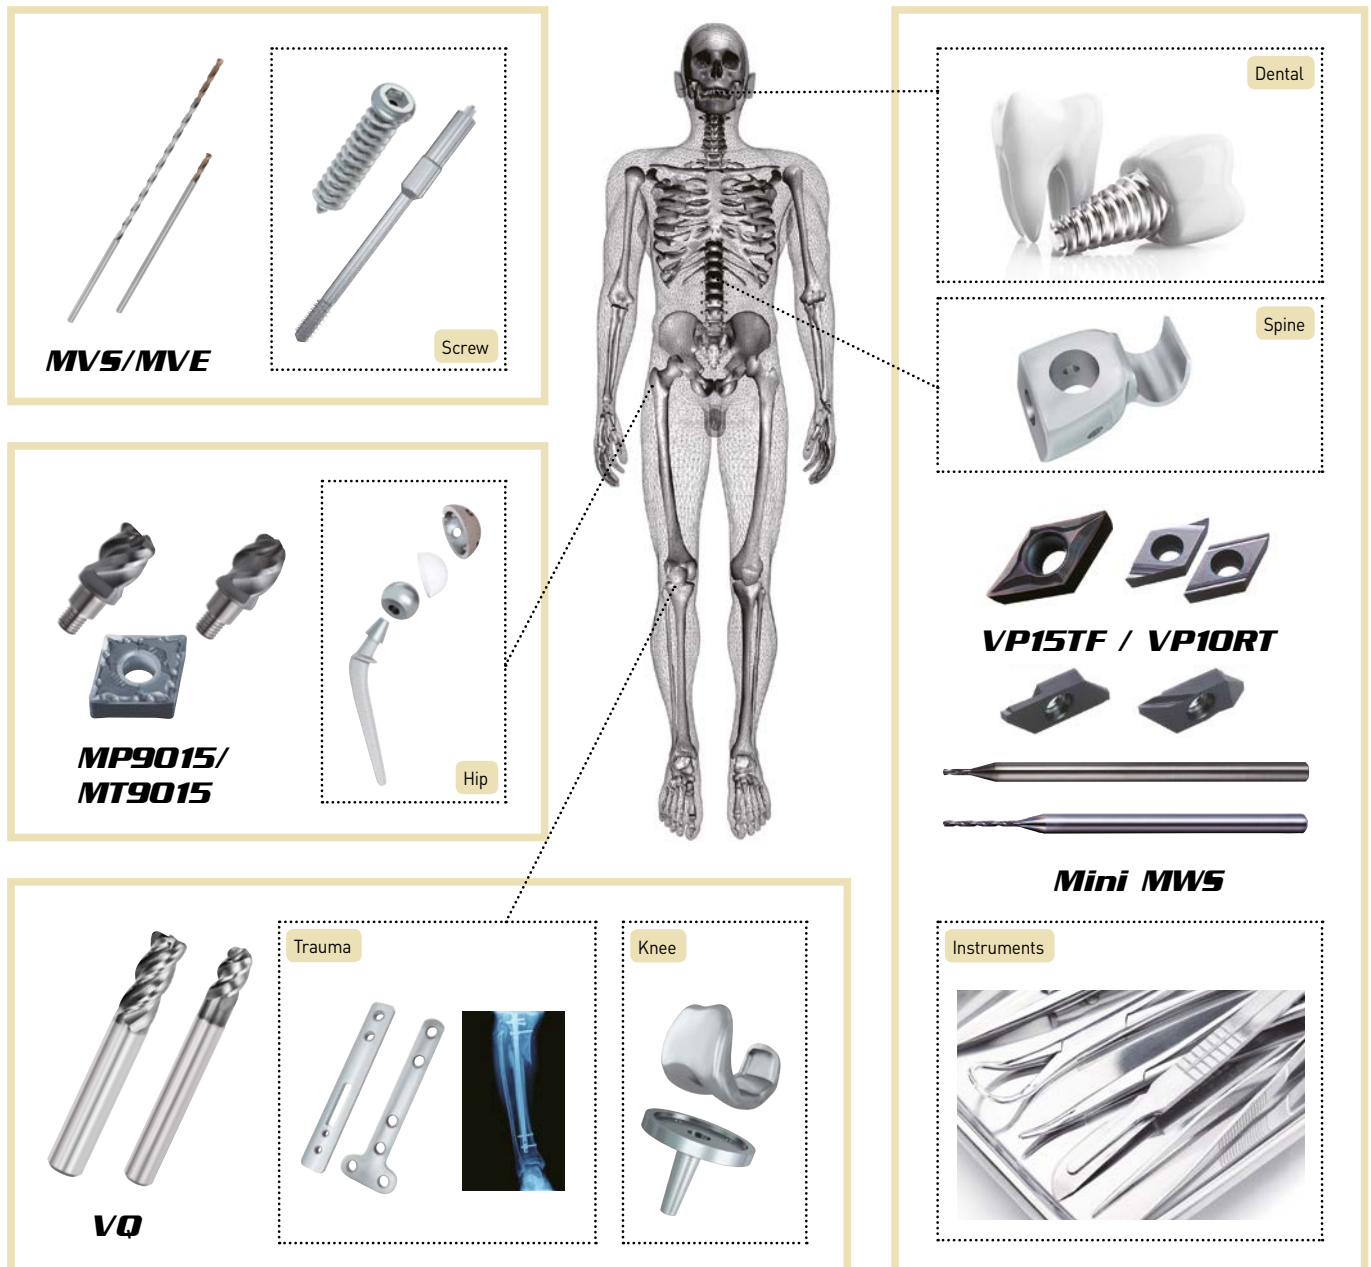 MVS/MVE
Screw
MP9015/
MT9015
Hip
VQ
Trauma
Knee
Dental
Spine
VP15TF / VP10RT
Mini MWS
Instruments